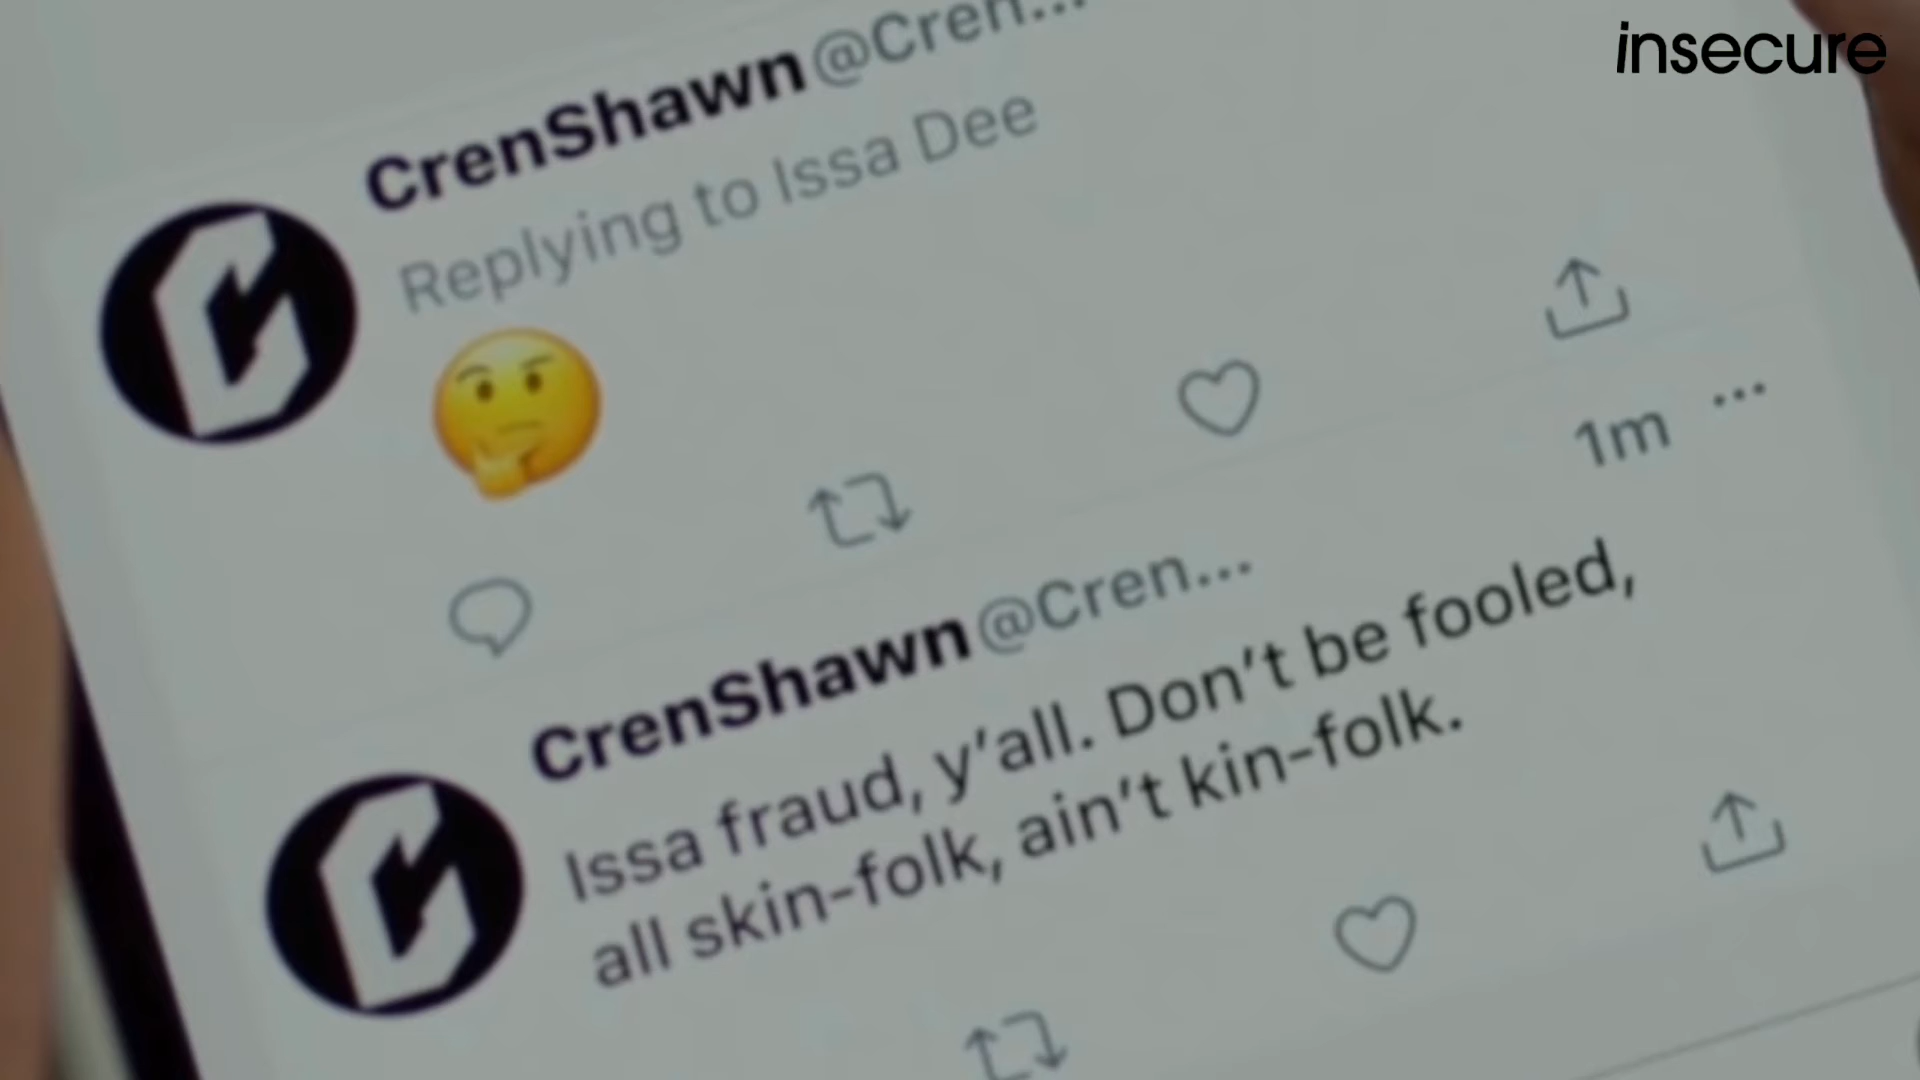 insecure
CrenShawn @Cren...
Replying to Issa Dee
🤔
CrenShawn @Cren...
1m
Issa fraud, y'all. Don't be fooled,
all skin-folk, ain't kin-folk.